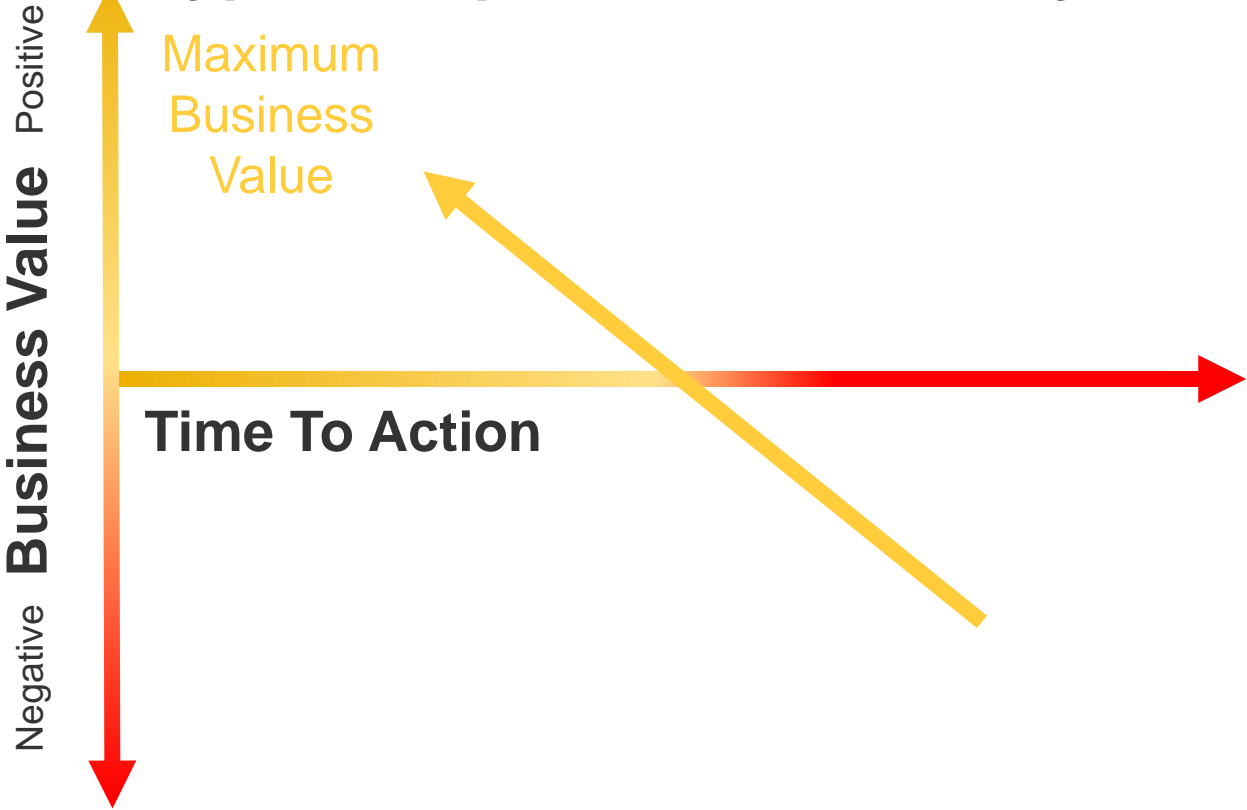 Maximum
Business
Value
Positive
Business Value
Negative
Time To Action